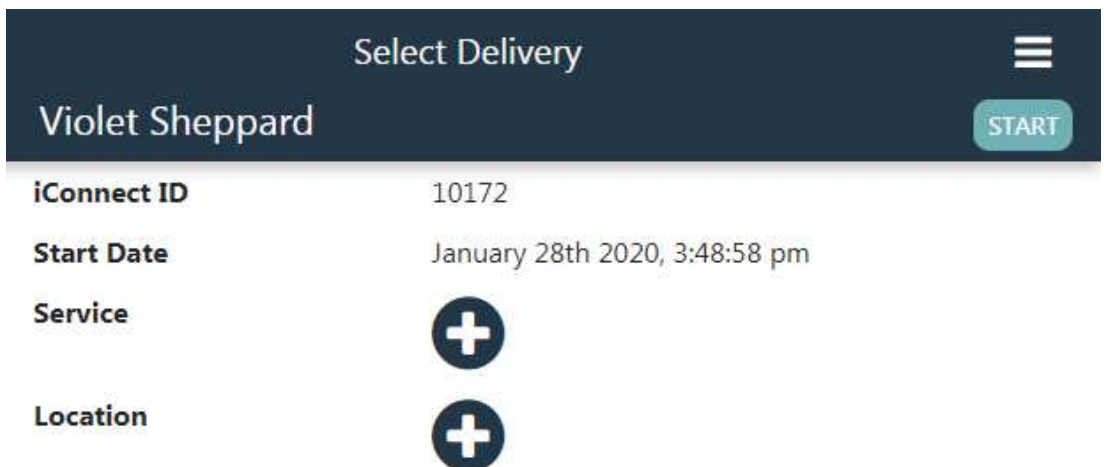 Select Delivery
Violet Sheppard START
iConnect ID 10172
Start Date January 28th 2020, 3:48:58 pm
Service
Location